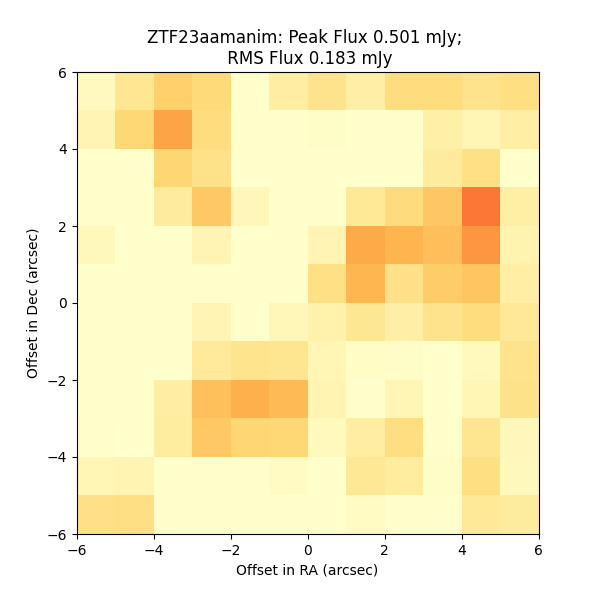 ZTF23aamanim: Peak Flux 0.501 mJy;
RMS Flux 0.183 mJy
6
4
2
0
−2
−4
−6
Offset in Dec (arcsec)
−6 −4 −2 0 2 4 6
Offset in RA (arcsec)